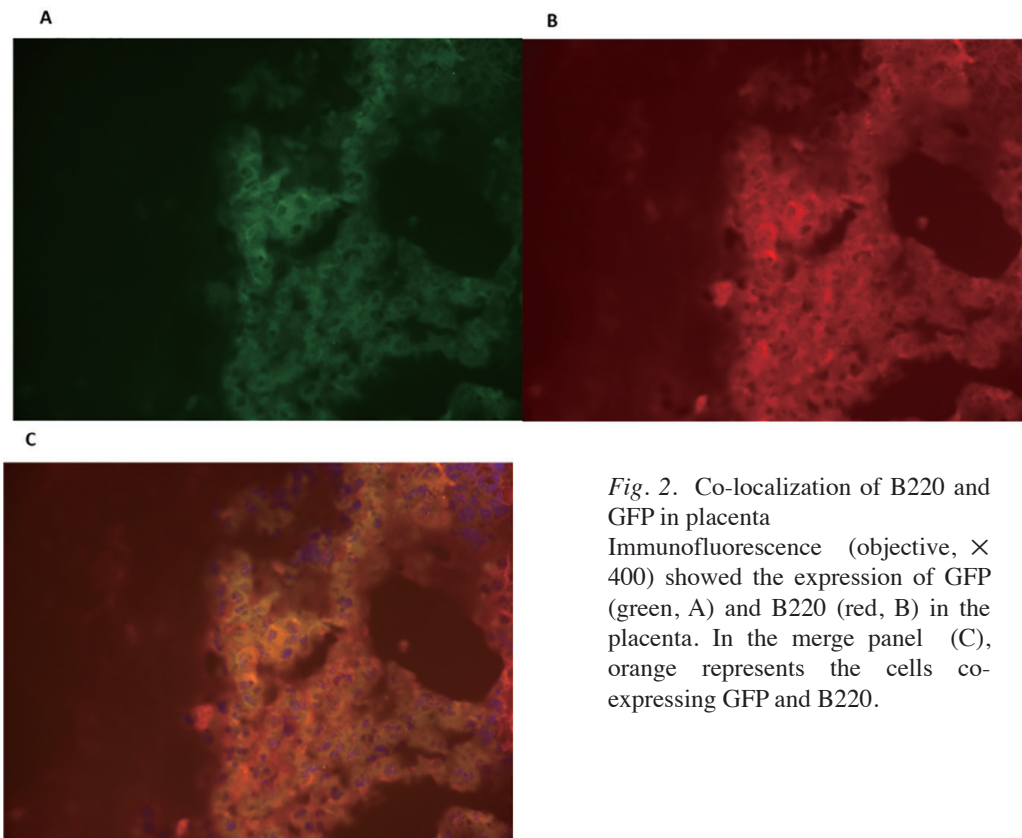 A
B
C
Fig. 2. Co-localization of B220 and
GFP in placenta
Immunofluorescence (objective, ×
400) showed the expression of GFP
(green, A) and B220 (red, B) in the
placenta. In the merge panel (C),
orange represents the cells co-
expressing GFP and B220.